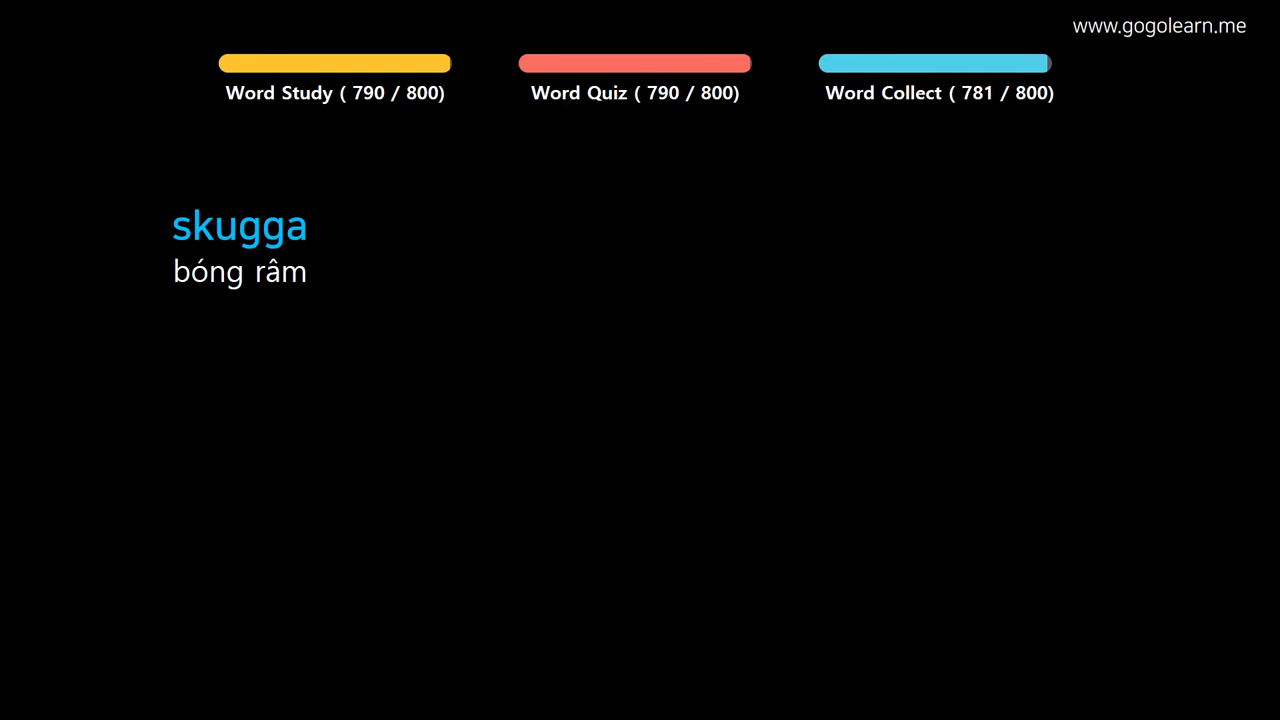 www.gogolearn.me
Word Study ( 790 / 800)
Word Quiz ( 790 / 800)
Word Collect ( 781 / 800)
skugga
bóng râm